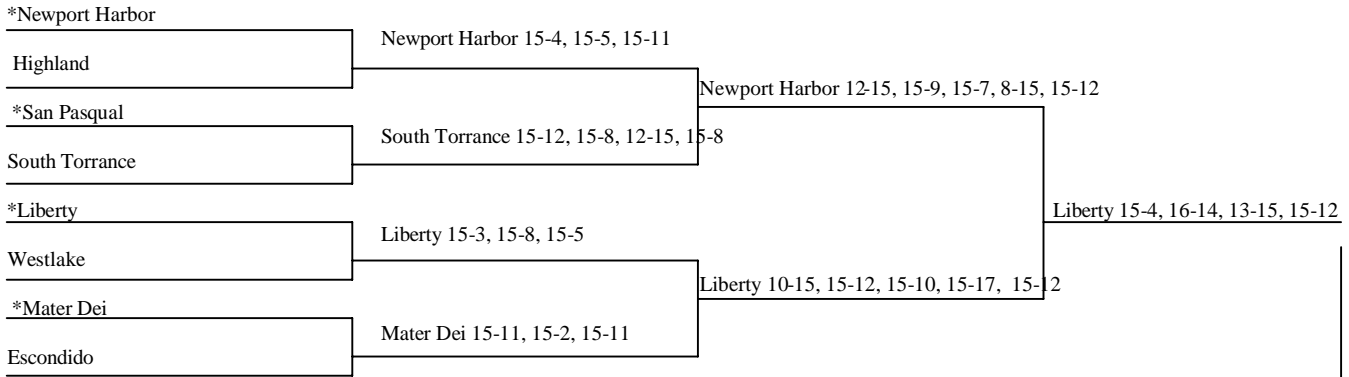 *Newport Harbor
Newport Harbor 15-4, 15-5, 15-11
Highland
Newport Harbor 12-15, 15-9, 15-7, 8-15, 15-12
*San Pasqual
South Torrance 15-12, 15-8, 12-15, 15-8
South Torrance
*Liberty
Liberty 15-4, 16-14, 13-15, 15-12
Liberty 15-3, 15-8, 15-5
Westlake
Liberty 10-15, 15-12, 15-10, 15-17, 15-12
*Mater Dei
Mater Dei 15-11, 15-2, 15-11
Escondido